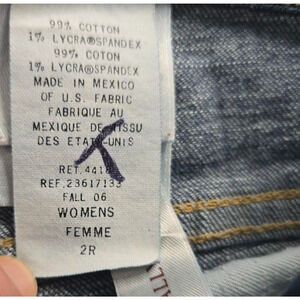 99% COTTON
1% LYCRA®SPANDEX
99% COTON
1% LYCRA®SPANDEX
MADE IN MEXICO
OF U.S. FABRIC
FABRIQUE AU
MEXIQUE DE TISSU
DES ETATS-UNIS
RET.
REF.23617133
FALL 06
WOMENS
FEMME
2R